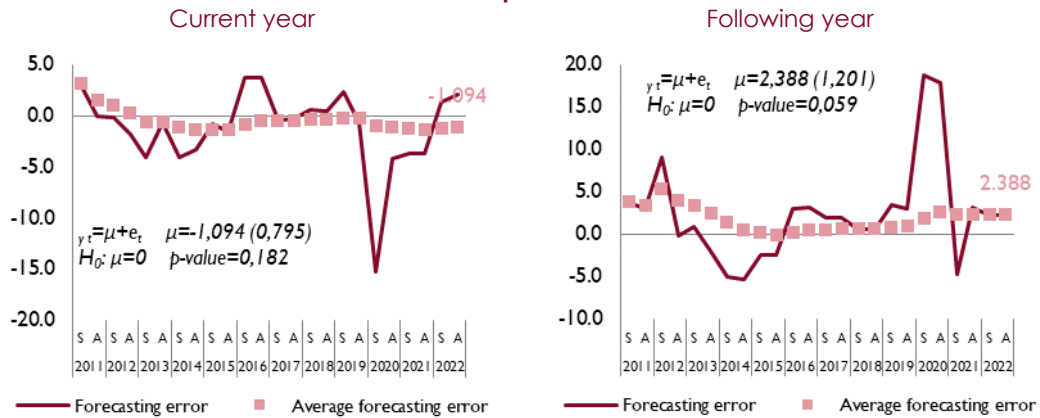 Current year
5.0
0.0
-5.0
-10.0
-15.0
-20.0
-1.094
y t=μ+et μ=-1,094 (0,795)
H0: μ=0 p-value=0,182
S A S A S A S A S A S A S A S A S A S A S A S A
2011 2012 2013 2014 2015 2016 2017 2018 2019 2020 2021 2022
Forecasting error Average forecasting error
Following year
20.0
15.0
10.0
5.0
0.0
-5.0
-10.0
y t=μ+et μ=2,388 (1,201)
H0: μ=0 p-value=0,059
2.388
S A S A S A S A S A S A S A S A S A S A S A S A
2011 2012 2013 2014 2015 2016 2017 2018 2019 2020 2021 2022
Forecasting error Average forecasting error